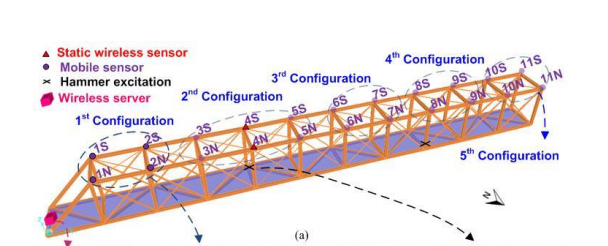 Static wireless sensor
Mobile sensor
Hammer excitation
Wireless server
1st Configuration
2nd Configuration
3rd Configuration
4th Configuration
5th Configuration
1S
2S
3S
4S
5S
6S
7S
8S
9S
10S
11S
1N
2N
3N
4N
5N
6N
7N
8N
9N
10N
11N
N
(a)